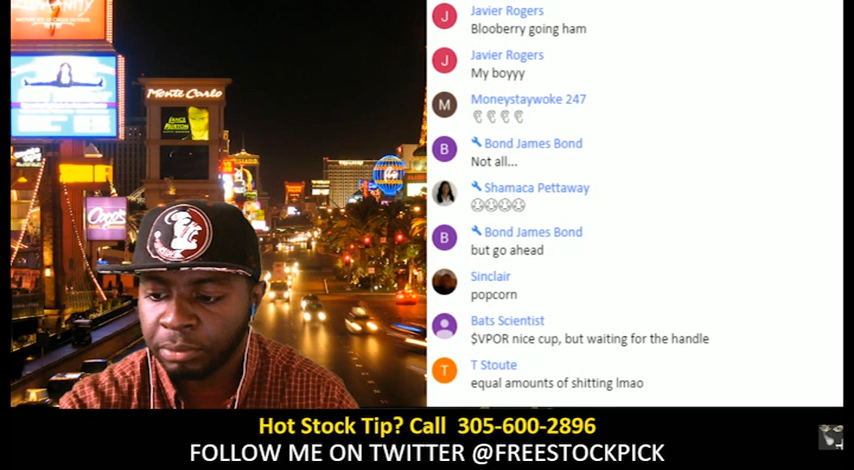 Monte Carlo
Javier Rogers
Blooberry going ham
Javier Rogers
My boyyy
Moneystaywoke 247
Bond James Bond
Not all...
Shamaca Pettaway
Bond James Bond
but go ahead
Sinclair
popcorn
Bats Scientist
$VPOR nice cup, but waiting for the handle
T Stoute
equal amounts of shitting lmao
J
J
M
B
B
T
Hot Stock Tip? Call 305-600-2896
FOLLOW ME ON TWITTER @FREESTOCKPICK